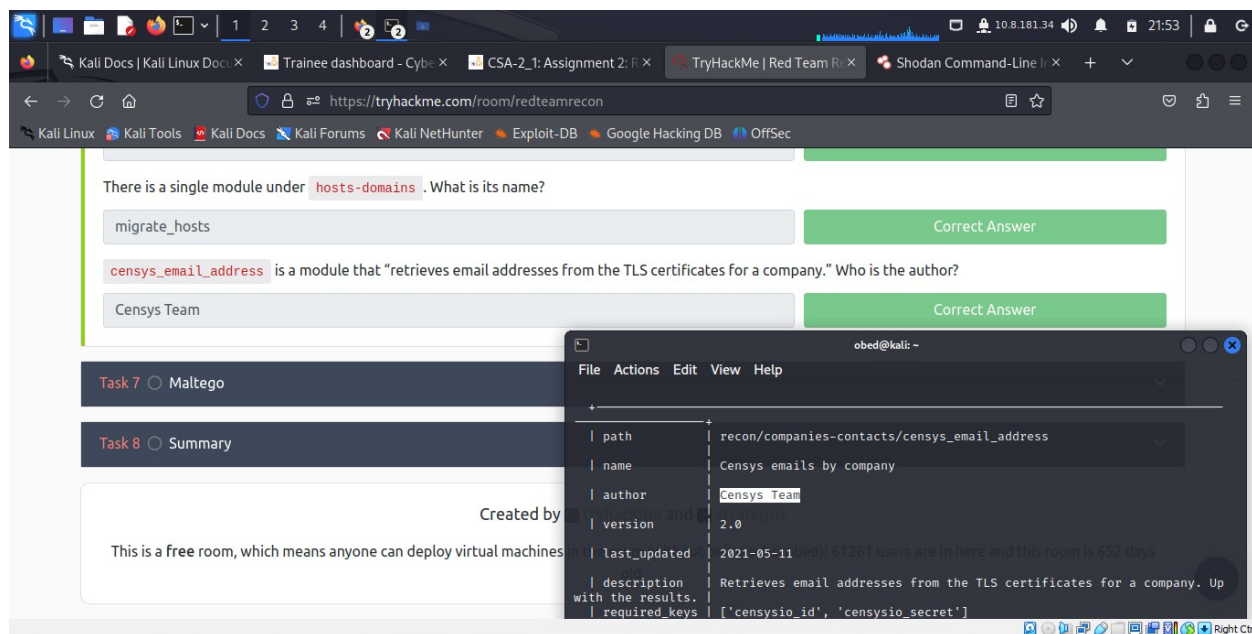 1 2 3 4 2 2 10.8.181.34 21:53
Kali Docs | Kali Linux Docu Trainee dashboard - Cybe CSA-2_1: Assignment 2: R TryHackMe | Red Team Re Shodan Command-Line In
https://tryhackme.com/room/redteamrecon
Kali Linux Kali Tools Kali Docs Kali Forums Kali NetHunter Exploit-DB Google Hacking DB OffSec
There is a single module under hosts-domains . What is its name?
migrate_hosts Correct Answer
censys_email_address is a module that “retrieves email addresses from the TLS certificates for a company.” Who is the author?
Censys Team Correct Answer
Task 7 Maltego
Task 8 Summary
Created by tryhackme and strategos
This is a free room, which means anyone can deploy virtual machines in 61261 users are in here and this room is 652 days
obed@kali: ~
File Actions Edit View Help
| path | recon/companies-contacts/censys_email_address
| name | Censys emails by company
| author | Censys Team
| version | 2.0
| last_updated | 2021-05-11
| description | Retrieves email addresses from the TLS certificates for a company. Up
with the results. |
| required_keys | ['censysio_id', 'censysio_secret']
Right Ct